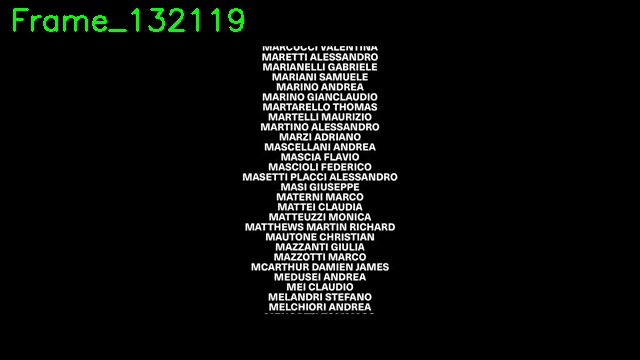 Frame_132119
MARCUCCI VALENTINA
MARETTI ALESSANDRO
MARIANELLI GABRIELE
MARIANI SAMUELE
MARINO ANDREA
MARINO GIANCLAUDIO
MARTARELLO THOMAS
MARTELLI MAURIZIO
MARTINO ALESSANDRO
MARZI ADRIANO
MASCELLANI ANDREA
MASCIA FLAVIO
MASCIOLI FEDERICO
MASETTI PLACCI ALESSANDRO
MASI GIUSEPPE
MATERNI MARCO
MATTEI CLAUDIA
MATTEUZZI MONICA
MATTHEWS MARTIN RICHARD
MAUTONE CHRISTIAN
MAZZANTI GIULIA
MAZZOTTI MARCO
MCARTHUR DAMIEN JAMES
MEDUSEI ANDREA
MEI CLAUDIO
MELANDRI STEFANO
MELCHIORI ANDREA